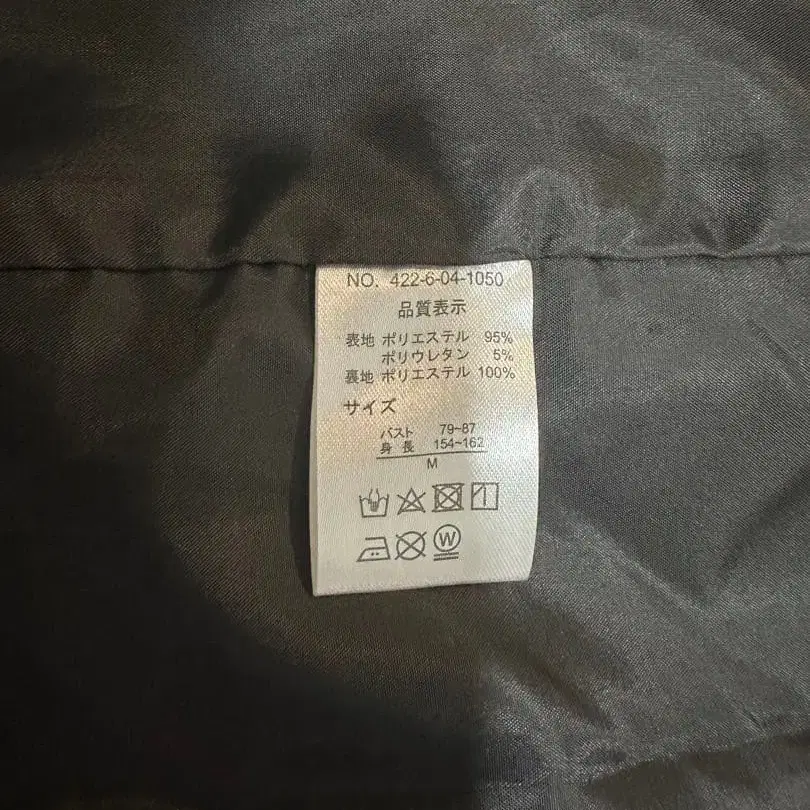 NO. 422-6-04-1050
品質表示
表地 ポリエステル 95%
ポリウレタン 5%
裏地 ポリエステル 100%
サイズ
バスト 79~87
身長 154~162
M
W